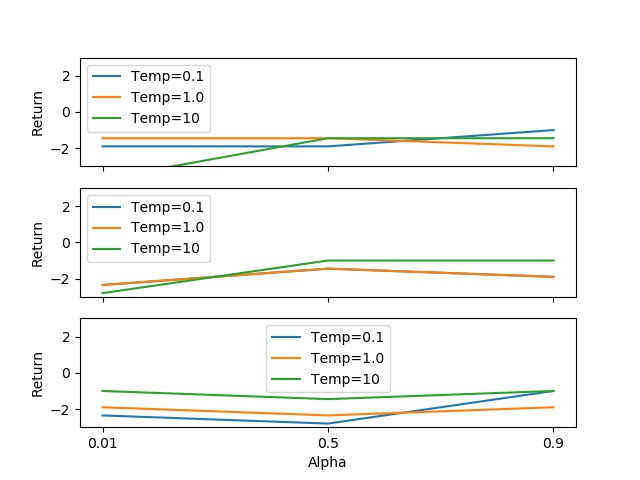 2
0
−2
Return
Temp=0.1
Temp=1.0
Temp=10
2
0
−2
Return
Temp=0.1
Temp=1.0
Temp=10
2
0
−2
Return
Temp=0.1
Temp=1.0
Temp=10
0.01 0.5 0.9
Alpha